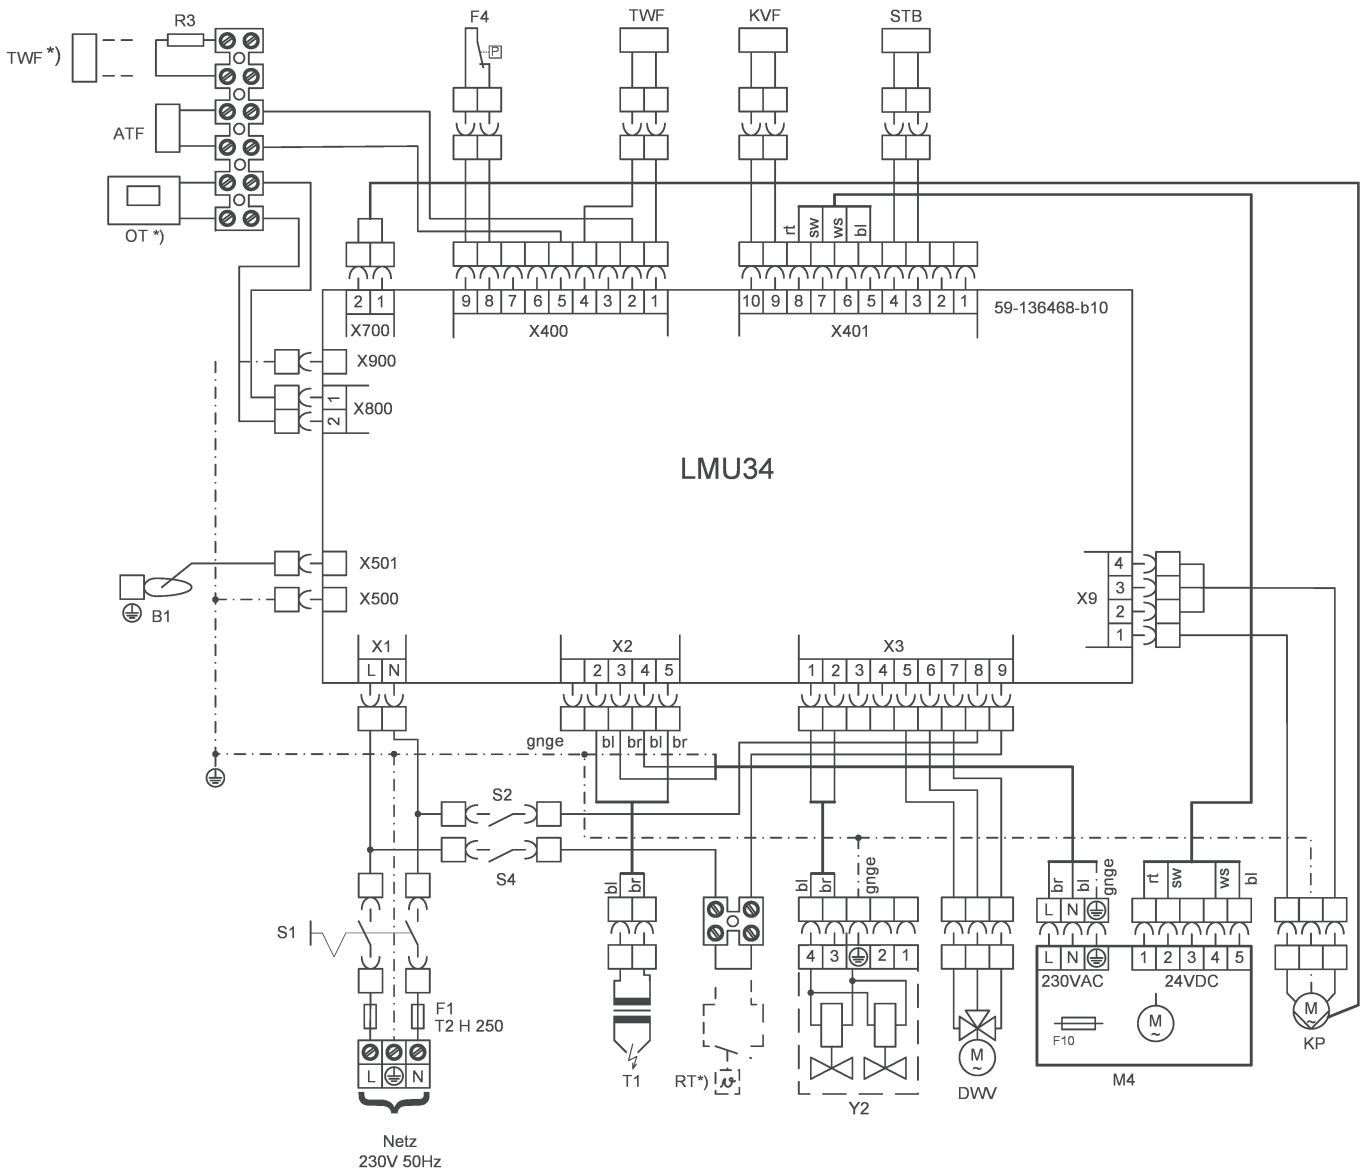 R3
F4
TWF
KVF
STB
TWF *)
P
ATF
OT *)
rt
sw
ws
bl
2 1
9 8 7 6 5 4 3 2 1
10 9 8 7 6 5 4 3 2 1
59-136468-b10
X700
X400
X401
X900
1
X800
2
LMU34
X501
X500
B1
4
3
X9
2
1
X1
X2
X3
L N
2 3 4 5
1 2 3 4 5 6 7 8 9
gnge
bl br bl br
S2
S4
bl
br
bl
br
gnge
br
bl
gnge
rt
sw
ws
bl
L N
S1
4 3 2 1
L N
1 2 3 4 5
230VAC
24VDC
F1
T2 H 250
F10
M
~
M
~
M
~
KP
L N
T1
RT*)
ϑ
DWV
M4
Y2
Netz
230V 50Hz